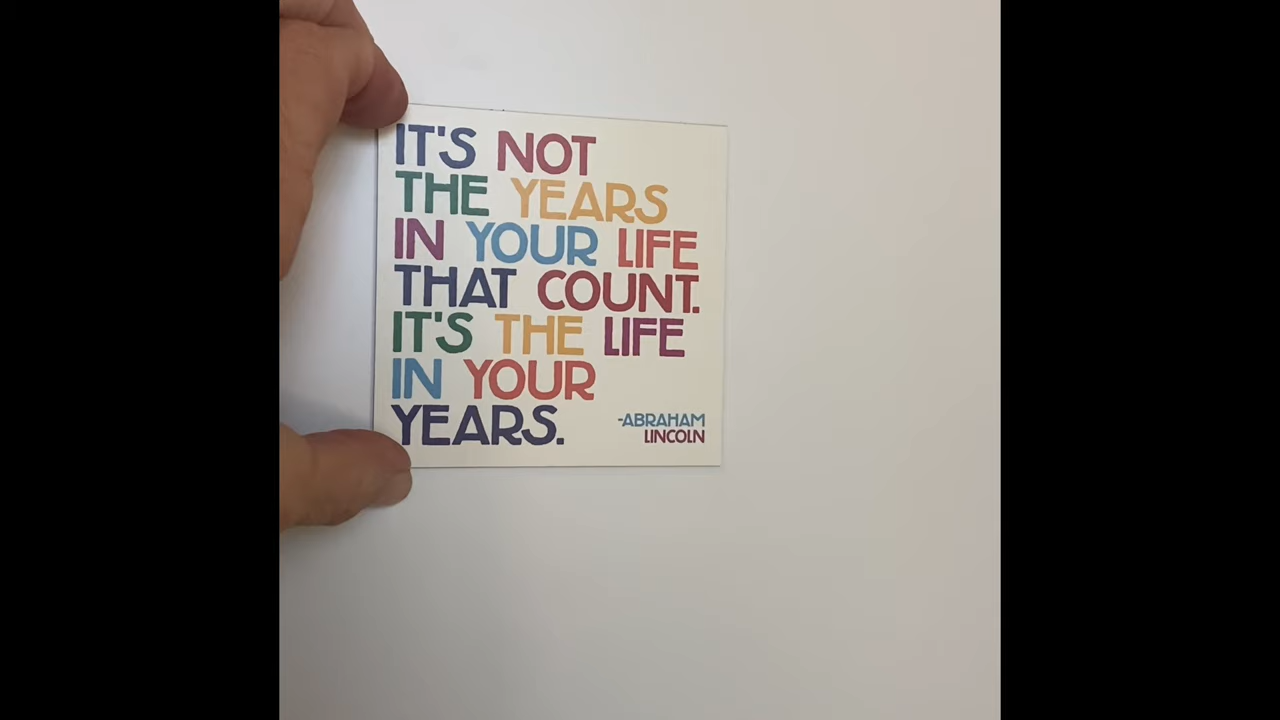 IT'S NOT
THE YEARS
IN YOUR LIFE
THAT COUNT.
IT'S THE LIFE
IN YOUR
YEARS.
-ABRAHAM
LINCOLN